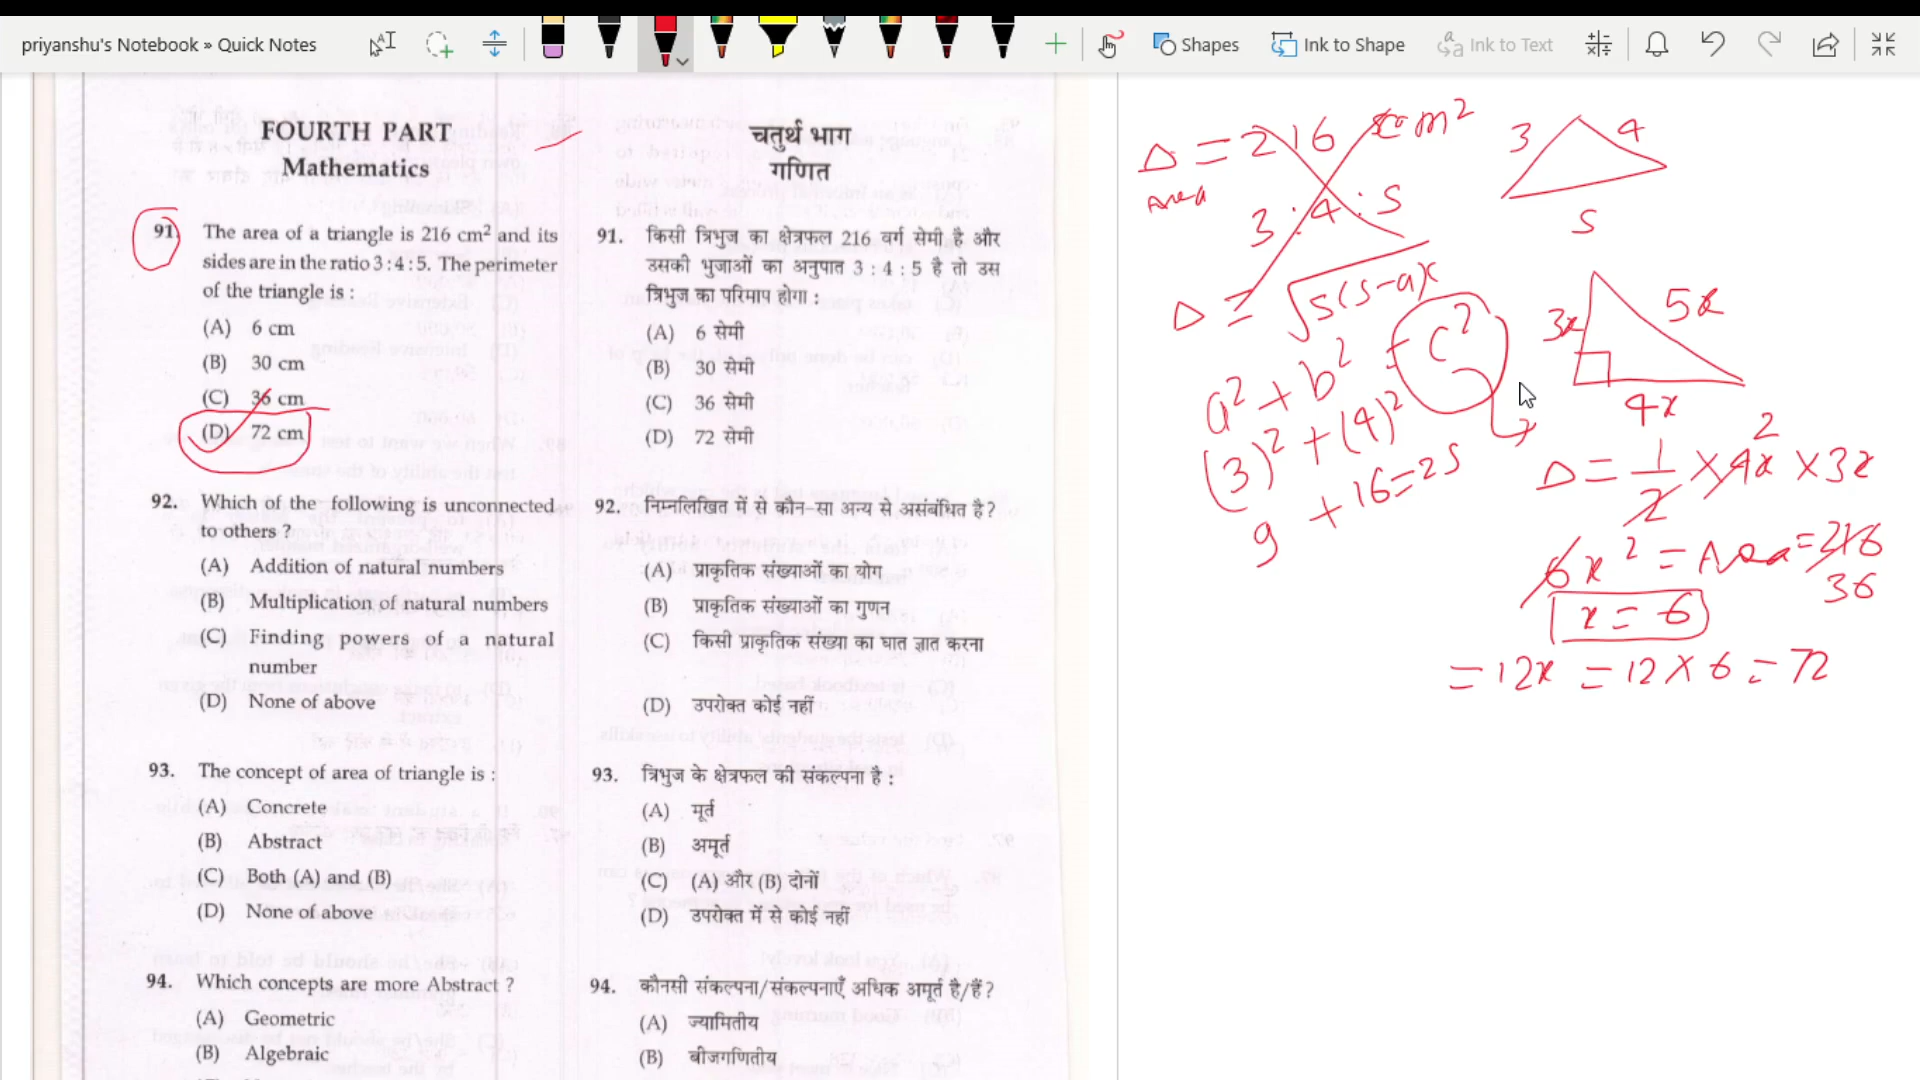 priyanshu's Notebook » Quick Notes
Shapes
Ink to Shape
Ink to Text
FOURTH PART
Mathematics
91. The area of a triangle is 216 cm² and its
sides are in the ratio 3 : 4 : 5. The perimeter
of the triangle is :
(A) 6 cm
(B) 30 cm
(C) 36 cm
(D) 72 cm
92. Which of the following is unconnected
to others ?
(A) Addition of natural numbers
(B) Multiplication of natural numbers
(C) Finding powers of a natural
number
(D) None of above
93. The concept of area of triangle is :
(A) Concrete
(B) Abstract
(C) Both (A) and (B)
(D) None of above
94. Which concepts are more Abstract ?
(A) Geometric
(B) Algebraic
चतुर्थ भाग
गणित
91. किसी त्रिभुज का क्षेत्रफल 216 वर्ग सेमी है और
उसकी भुजाओं का अनुपात 3 : 4 : 5 है तो उस
त्रिभुज का परिमाप होगा :
(A) 6 सेमी
(B) 30 सेमी
(C) 36 सेमी
(D) 72 सेमी
92. निम्नलिखित में से कौन-सा अन्य से असंबंधित है ?
(A) प्राकृतिक संख्याओं का योग
(B) प्राकृतिक संख्याओं का गुणन
(C) किसी प्राकृतिक संख्या का घात ज्ञात करना
(D) उपरोक्त कोई नहीं
93. त्रिभुज के क्षेत्रफल की संकल्पना है :
(A) मूर्त
(B) अमूर्त
(C) (A) और (B) दोनों
(D) उपरोक्त में से कोई नहीं
94. कौनसी संकल्पना/संकल्पनाएँ अधिक अमूर्त है/हैं ?
(A) ज्यामितीय
(B) बीजगणितीय
Δ = 216 cm²
Area
3 : 4 : 5
Δ = √s(s-a)(
a² + b² = c²
(3)² + (4)²
9 + 16 = 25
3 4
5
3x 5x
4x
Δ = 1/2 × 4x × 3x
2
6x² = Area = 216
36
x = 6
= 12x = 12 × 6 = 72